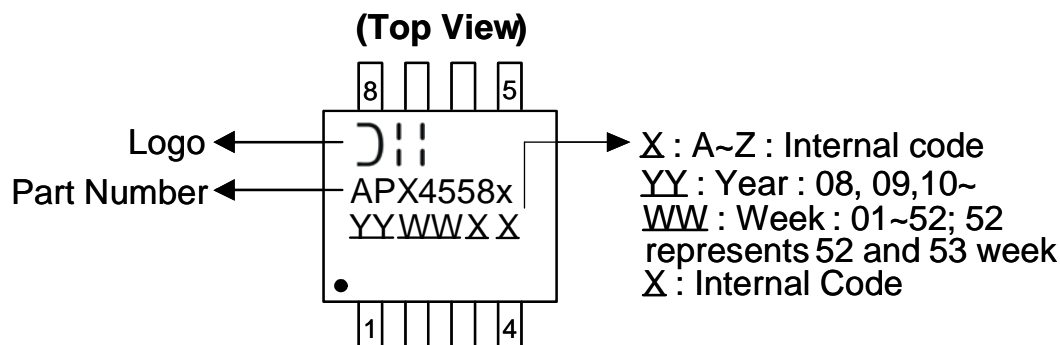 (Top View)
8 5
Logo
Part Number
APX4558x
YYWWX X
X : A~Z : Internal code
YY : Year : 08, 09,10~
WW : Week : 01~52; 52
represents 52 and 53 week
X : Internal Code
1 4